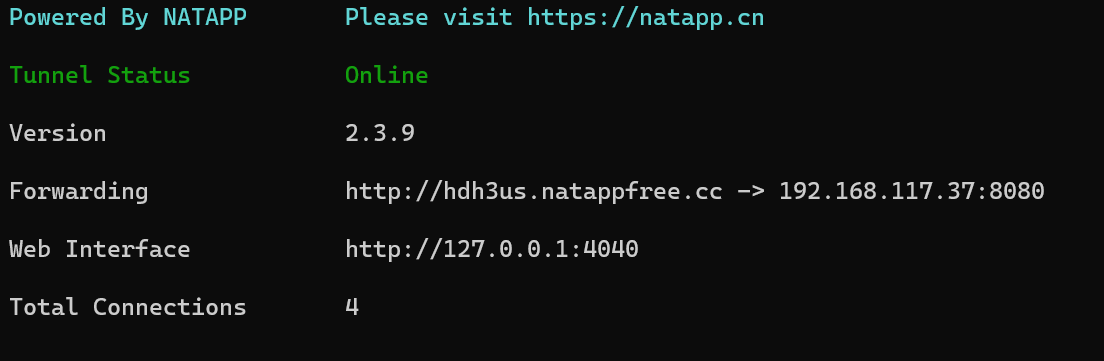 Powered By NATAPP Please visit https://natapp.cn
Tunnel Status Online
Version 2.3.9
Forwarding http://hdh3us.natappfree.cc -> 192.168.117.37:8080
Web Interface http://127.0.0.1:4040
Total Connections 4